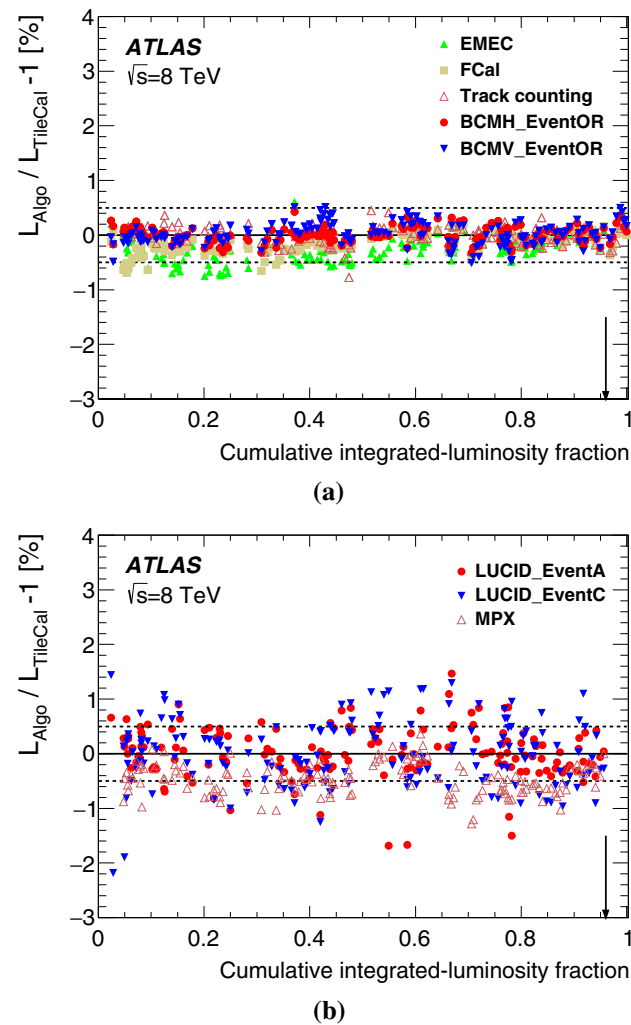 L_Algo / L_TileCal -1 [%]
4
3
2
1
0
−1
−2
−3
ATLAS
√s=8 TeV
EMEC
FCal
Track counting
BCMH_EventOR
BCMV_EventOR
0 0.2 0.4 0.6 0.8 1
Cumulative integrated-luminosity fraction
(a)
L_Algo / L_TileCal -1 [%]
4
3
2
1
0
−1
−2
−3
ATLAS
√s=8 TeV
LUCID_EventA
LUCID_EventC
MPX
0 0.2 0.4 0.6 0.8 1
Cumulative integrated-luminosity fraction
(b)